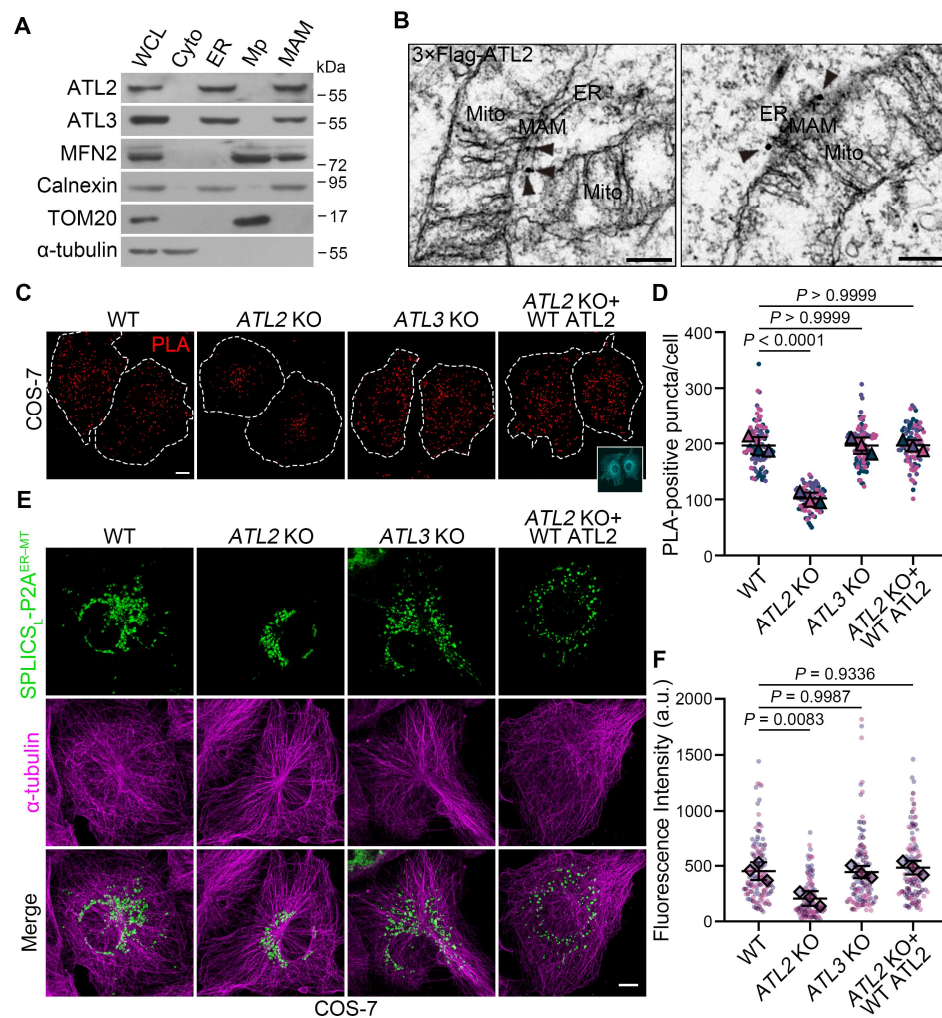 A
WCL
Cyto
ER
Mp
MAM
kDa
ATL2
55
ATL3
55
MFN2
72
Calnexin
95
TOM20
17
α-tubulin
55
B
3×Flag-ATL2
ER
Mito
MAM
Mito
ER
MAM
Mito
C
WT
ATL2 KO
ATL3 KO
ATL2 KO+
WT ATL2
PLA
COS-7
D
P > 0.9999
P > 0.9999
P < 0.0001
PLA-positive puncta/cell
400
300
200
100
0
WT
ATL2 KO
ATL3 KO
ATL2 KO+
WT ATL2
E
WT
ATL2 KO
ATL3 KO
ATL2 KO+
WT ATL2
SPLICSL-P2AER–MT
α-tubulin
Merge
COS-7
F
P = 0.9336
P = 0.9987
P = 0.0083
Fluorescence Intensity (a.u.)
2000
1500
1000
500
0
WT
ATL2 KO
ATL3 KO
ATL2 KO+
WT ATL2